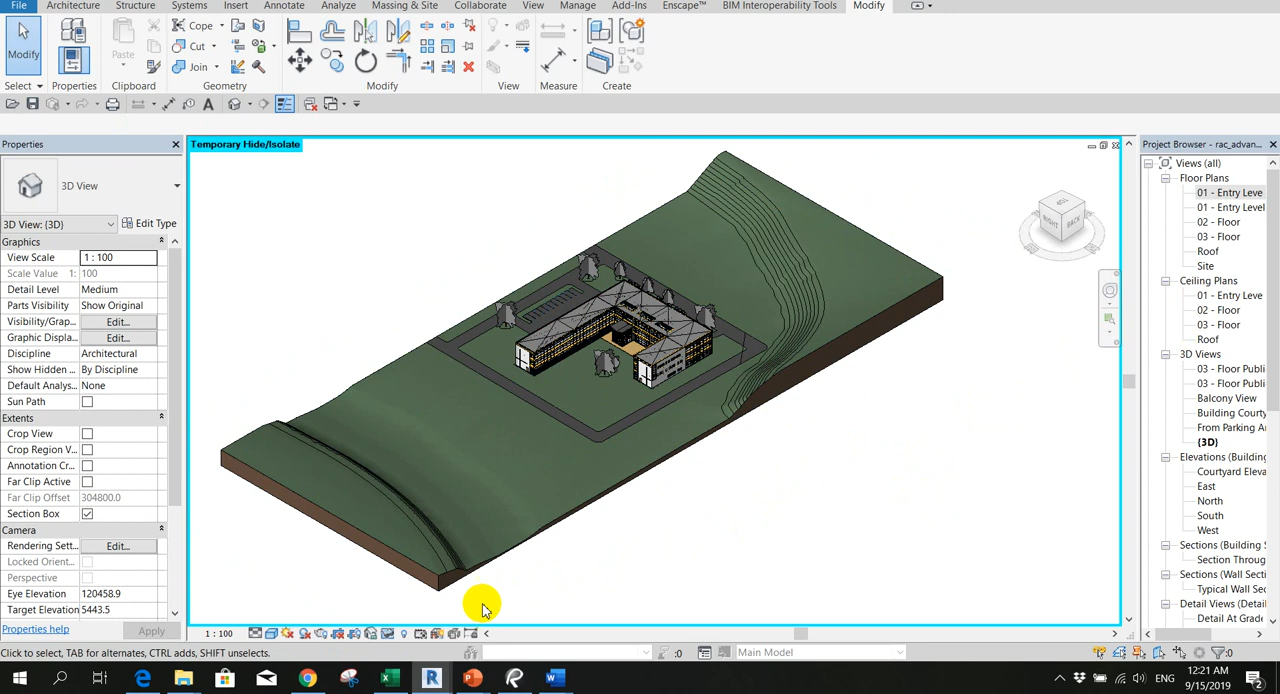 File Architecture Structure Systems Insert Annotate Analyze Massing & Site Collaborate View Manage Add-Ins Enscape™ BIM Interoperability Tools Modify
Modify Paste Cope Cut Join
Select Properties Clipboard Geometry Modify View Measure Create
Properties
3D View
3D View: {3D} Edit Type
Graphics
View Scale 1 : 100
Scale Value 1: 100
Detail Level Medium
Parts Visibility Show Original
Visibility/Grap... Edit...
Graphic Displa... Edit...
Discipline Architectural
Show Hidden ... By Discipline
Default Analys... None
Sun Path
Extents
Crop View
Crop Region V...
Annotation Cr...
Far Clip Active
Far Clip Offset 304800.0
Section Box
Camera
Rendering Sett... Edit...
Locked Orient...
Perspective
Eye Elevation 120458.9
Target Elevation 5443.5
Properties help Apply
Temporary Hide/Isolate
RIGHT BACK
1 : 100
Project Browser - rac_advan...
Views (all)
Floor Plans
01 - Entry Leve
01 - Entry Level
02 - Floor
03 - Floor
Roof
Site
Ceiling Plans
01 - Entry Leve
02 - Floor
03 - Floor
3D Views
03 - Floor Publi
Balcony View
Building Courty
From Parking Ar
{3D}
Elevations (Building
Courtyard Eleva
East
North
South
West
Sections (Building S
Section Throug
Sections (Wall Secti
Typical Wall Sec
Detail Views (Detail
Detail At Grade
Click to select, TAB for alternates, CTRL adds, SHIFT unselects. :0 Main Model :0
ENG 12:21 AM
9/15/2019 2